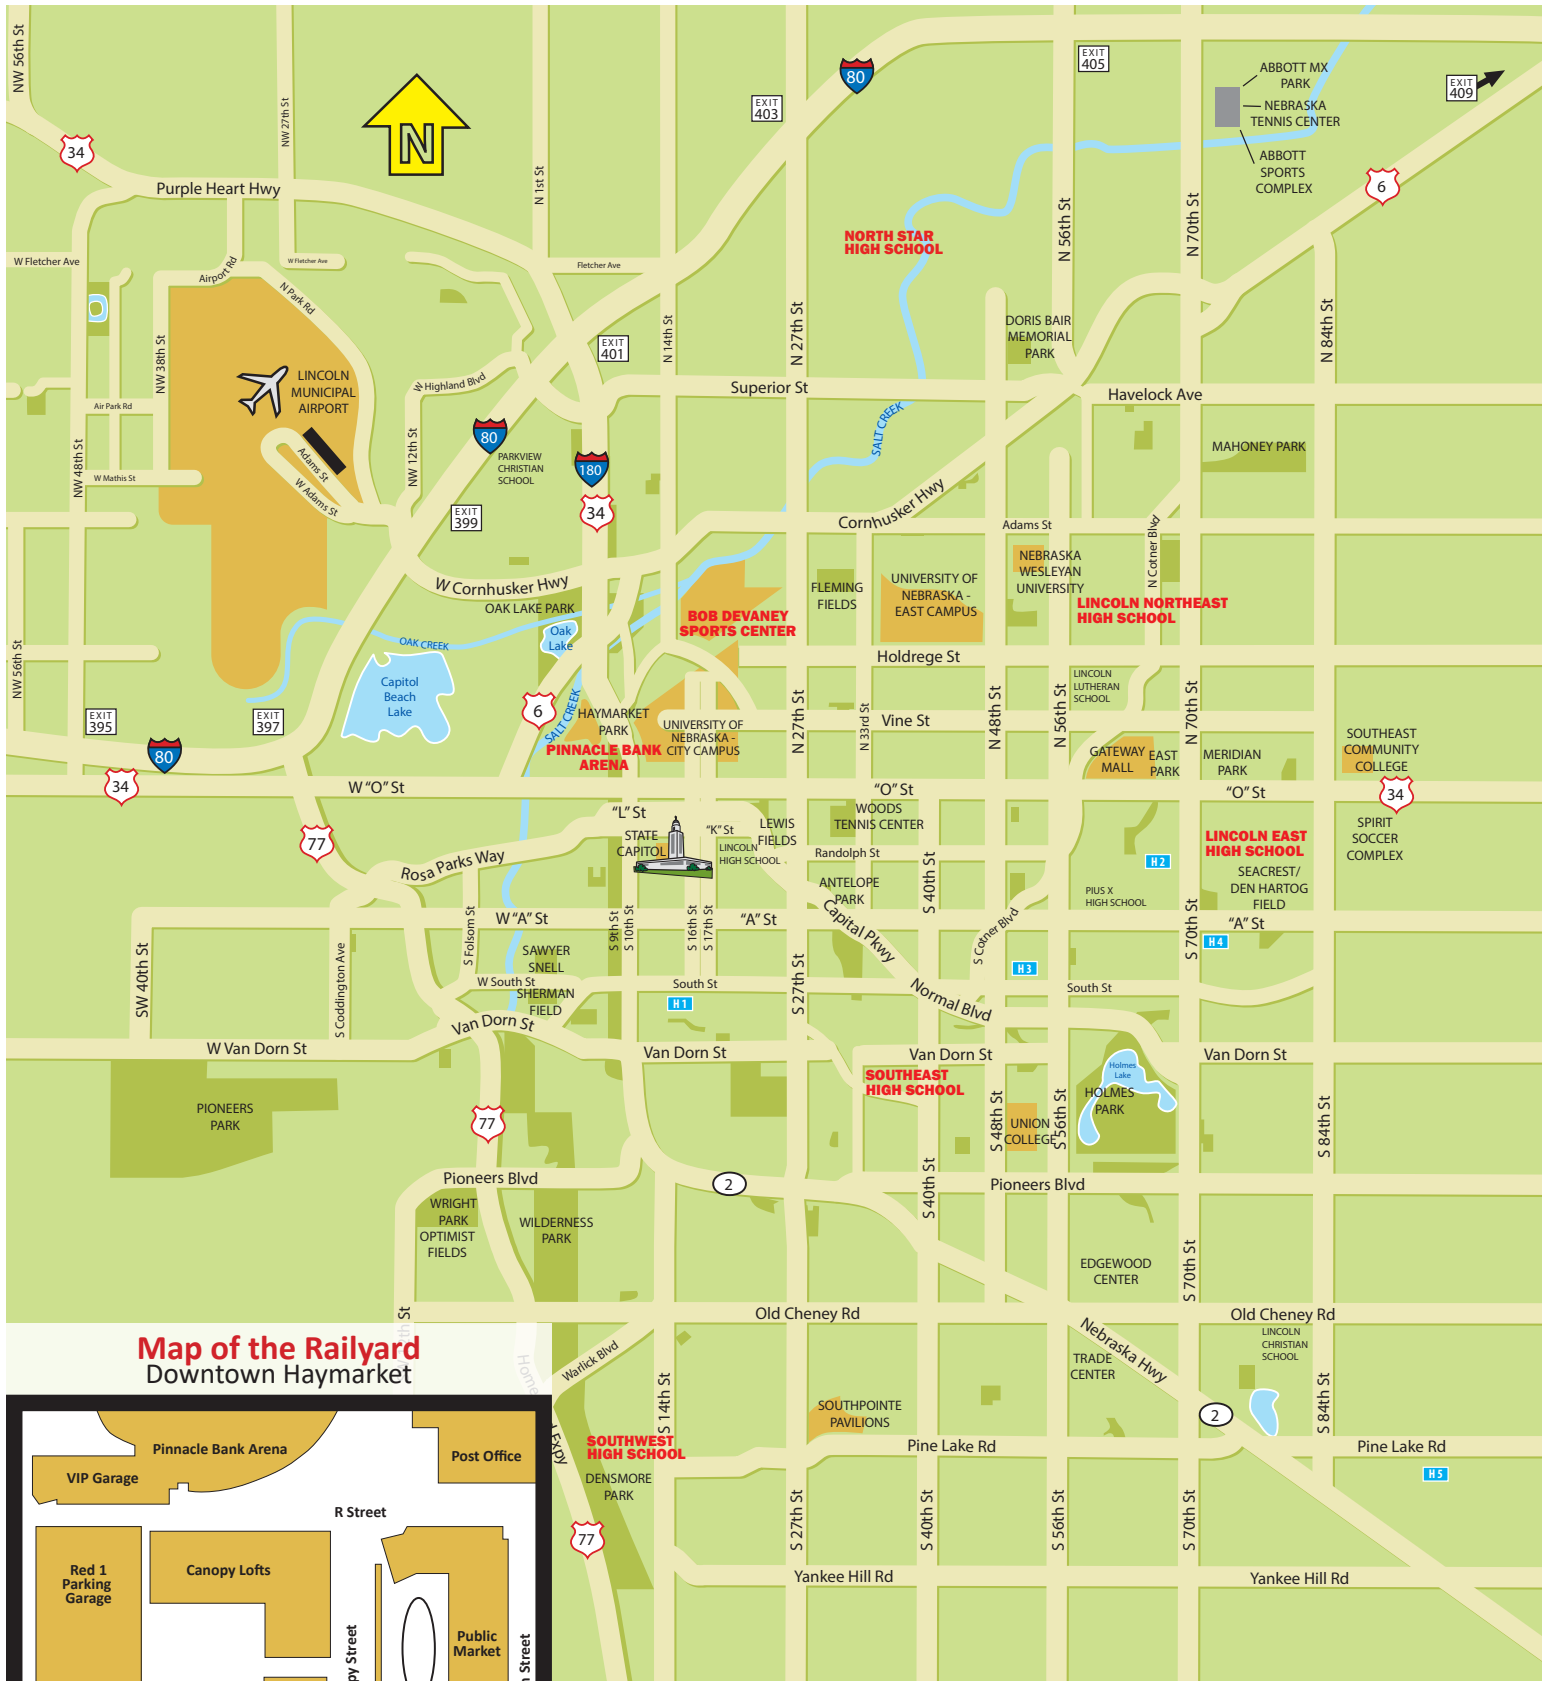 NW 56th St
34
Purple Heart Hwy
NW 27th St
N
N 1st St
EXIT
403
80
EXIT
405
ABBOTT MX
PARK
NEBRASKA
TENNIS CENTER
ABBOTT
SPORTS
COMPLEX
EXIT
409
6
N 56th St
N 70th St
NORTH STAR
HIGH SCHOOL
W Fletcher Ave
W Fletcher Ave
Fletcher Ave
Airport Rd
N Park Rd
NW 38th St
LINCOLN
MUNICIPAL
AIRPORT
Air Park Rd
NW 48th St
W Mathis St
Adams St
W Adams St
W Highland Blvd
NW 12th St
80
PARKVIEW
CHRISTIAN
SCHOOL
EXIT
399
EXIT
401
N 14th St
180
34
N 27th St
Superior St
DORIS BAIR
MEMORIAL
PARK
N 84th St
Havelock Ave
SALT CREEK
MAHONEY PARK
Cornhusker Hwy
Adams St
N Cotner Blvd
W Cornhusker Hwy
OAK LAKE PARK
OAK CREEK
Oak
Lake
BOB DEVANEY
SPORTS CENTER
FLEMING
FIELDS
UNIVERSITY OF
NEBRASKA -
EAST CAMPUS
NEBRASKA
WESLEYAN
UNIVERSITY
LINCOLN NORTHEAST
HIGH SCHOOL
Holdrege St
NW 56th St
Capitol
Beach
Lake
EXIT
395
EXIT
397
80
34
6
SALT CREEK
HAYMARKET
PARK
PINNACLE BANK
ARENA
UNIVERSITY OF
NEBRASKA -
CITY CAMPUS
N 27th St
N 33rd St
Vine St
N 48th St
N 56th St
LINCOLN
LUTHERAN
SCHOOL
N 70th St
GATEWAY
MALL
EAST
PARK
MERIDIAN
PARK
SOUTHEAST
COMMUNITY
COLLEGE
34
W "O" St
"O" St
"O" St
77
"L" St
STATE
CAPITOL
"K" St
LINCOLN
HIGH SCHOOL
LEWIS
FIELDS
WOODS
TENNIS CENTER
Randolph St
LINCOLN EAST
HIGH SCHOOL
SPIRIT
SOCCER
COMPLEX
H2
SEACREST/
DEN HARTOG
FIELD
PIUS X
HIGH SCHOOL
Rosa Parks Way
ANTELOPE
PARK
S 40th St
Capital Pkwy
W "A" St
"A" St
"A" St
S 9th St
S 10th St
S 16th St
S 17th St
S Folsom St
S Cotner Blvd
S 70th St
H4
H3
SW 40th St
S Coddington Ave
SAWYER
SNELL
W South St
SHERMAN
FIELD
South St
H1
S 27th St
Normal Blvd
South St
Van Dorn St
W Van Dorn St
Van Dorn St
Van Dorn St
Van Dorn St
SOUTHEAST
HIGH SCHOOL
Holmes
Lake
HOLMES
PARK
PIONEERS
PARK
77
S 48th St
UNION
COLLEGE
S 56th St
S 84th St
Pioneers Blvd
2
S 40th St
Pioneers Blvd
WRIGHT
PARK
OPTIMIST
FIELDS
WILDERNESS
PARK
EDGEWOOD
CENTER
S 70th St
Old Cheney Rd
Old Cheney Rd
LINCOLN
CHRISTIAN
SCHOOL
Nebraska Hwy
TRADE
CENTER
2
S 84th St
Warlick Blvd
S 14th St
SOUTHPOINTE
PAVILIONS
Pine Lake Rd
Pine Lake Rd
H5
SOUTHWEST
HIGH SCHOOL
DENSMORE
PARK
77
S 27th St
S 40th St
S 56th St
S 70th St
Yankee Hill Rd
Yankee Hill Rd
Map of the Railyard
Downtown Haymarket
Pinnacle Bank Arena
VIP Garage
Post Office
R Street
Red 1
Parking
Garage
Canopy Lofts
Public
Market
Street
Street